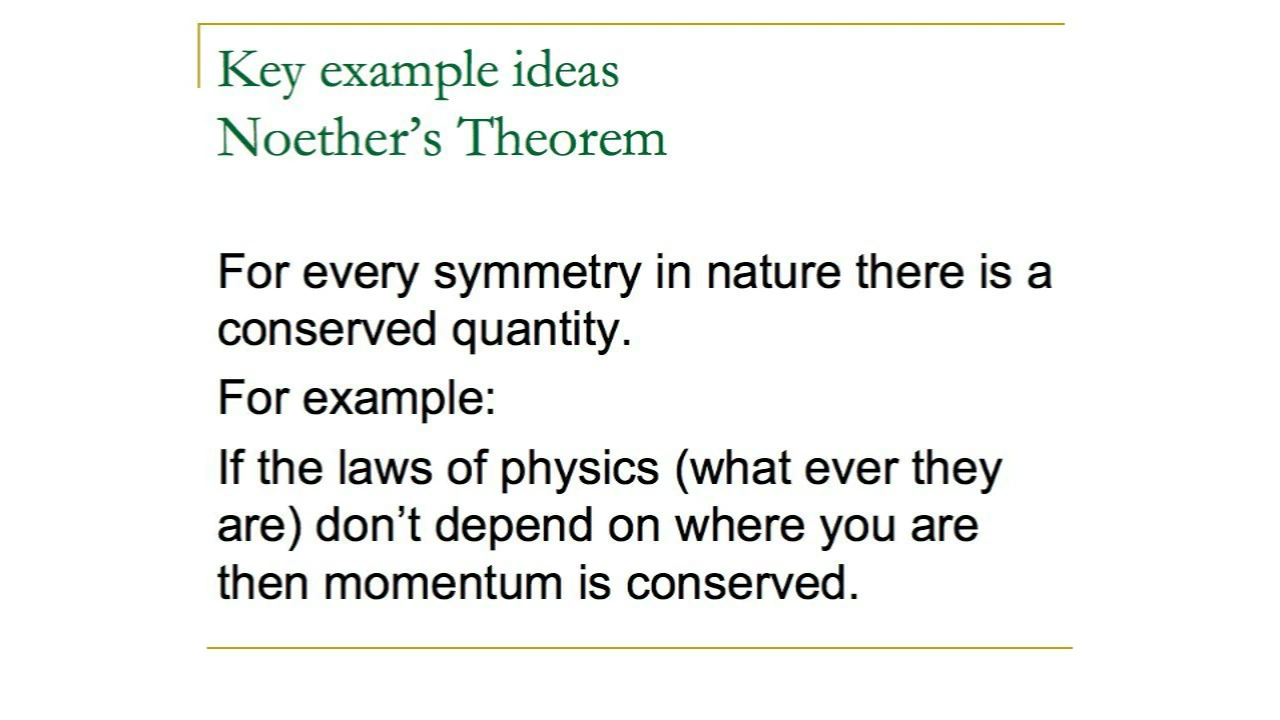 Key example ideas
Noether’s Theorem
For every symmetry in nature there is a
conserved quantity.
For example:
If the laws of physics (what ever they
are) don’t depend on where you are
then momentum is conserved.